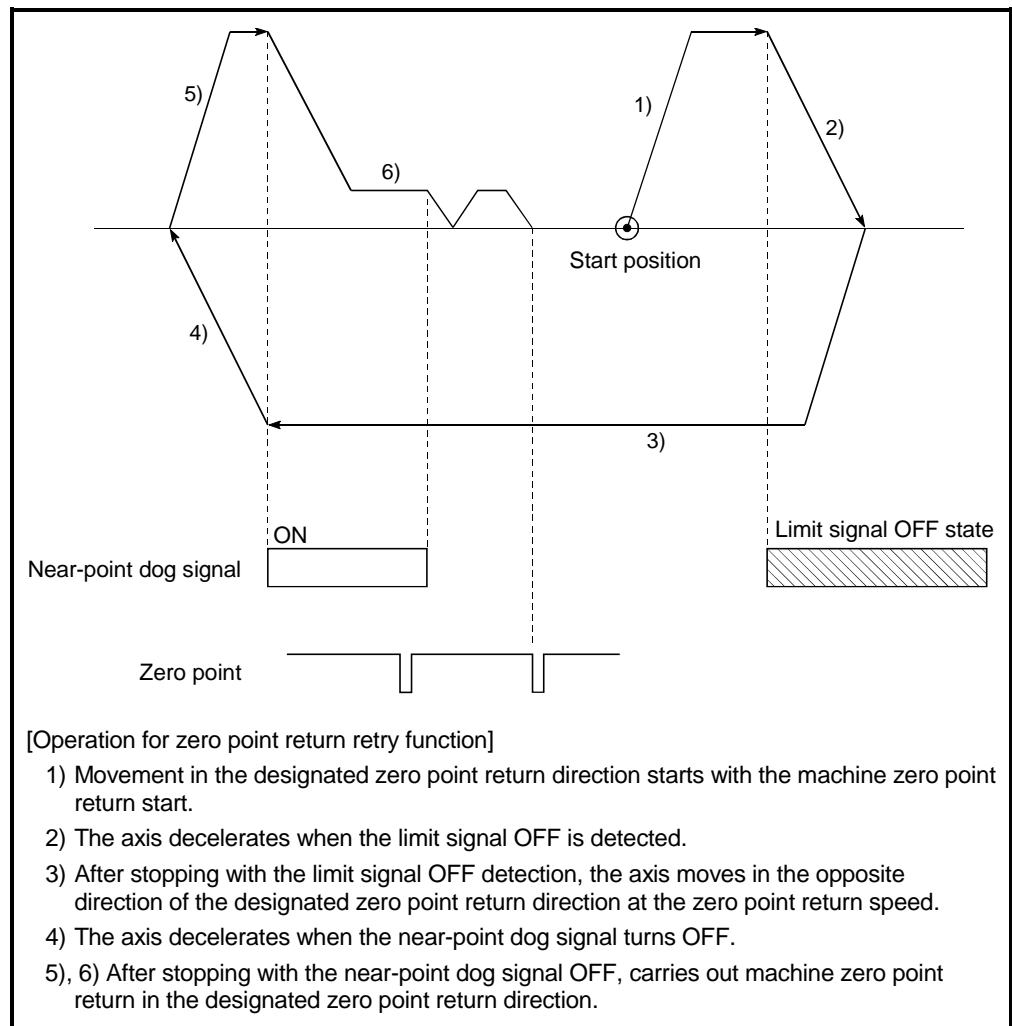 5)
1)
2)
6)
Start position
4)
3)
ON
Limit signal OFF state
Near-point dog signal
Zero point
[Operation for zero point return retry function]
1) Movement in the designated zero point return direction starts with the machine zero point
return start.
2) The axis decelerates when the limit signal OFF is detected.
3) After stopping with the limit signal OFF detection, the axis moves in the opposite
direction of the designated zero point return direction at the zero point return speed.
4) The axis decelerates when the near-point dog signal turns OFF.
5), 6) After stopping with the near-point dog signal OFF, carries out machine zero point
return in the designated zero point return direction.